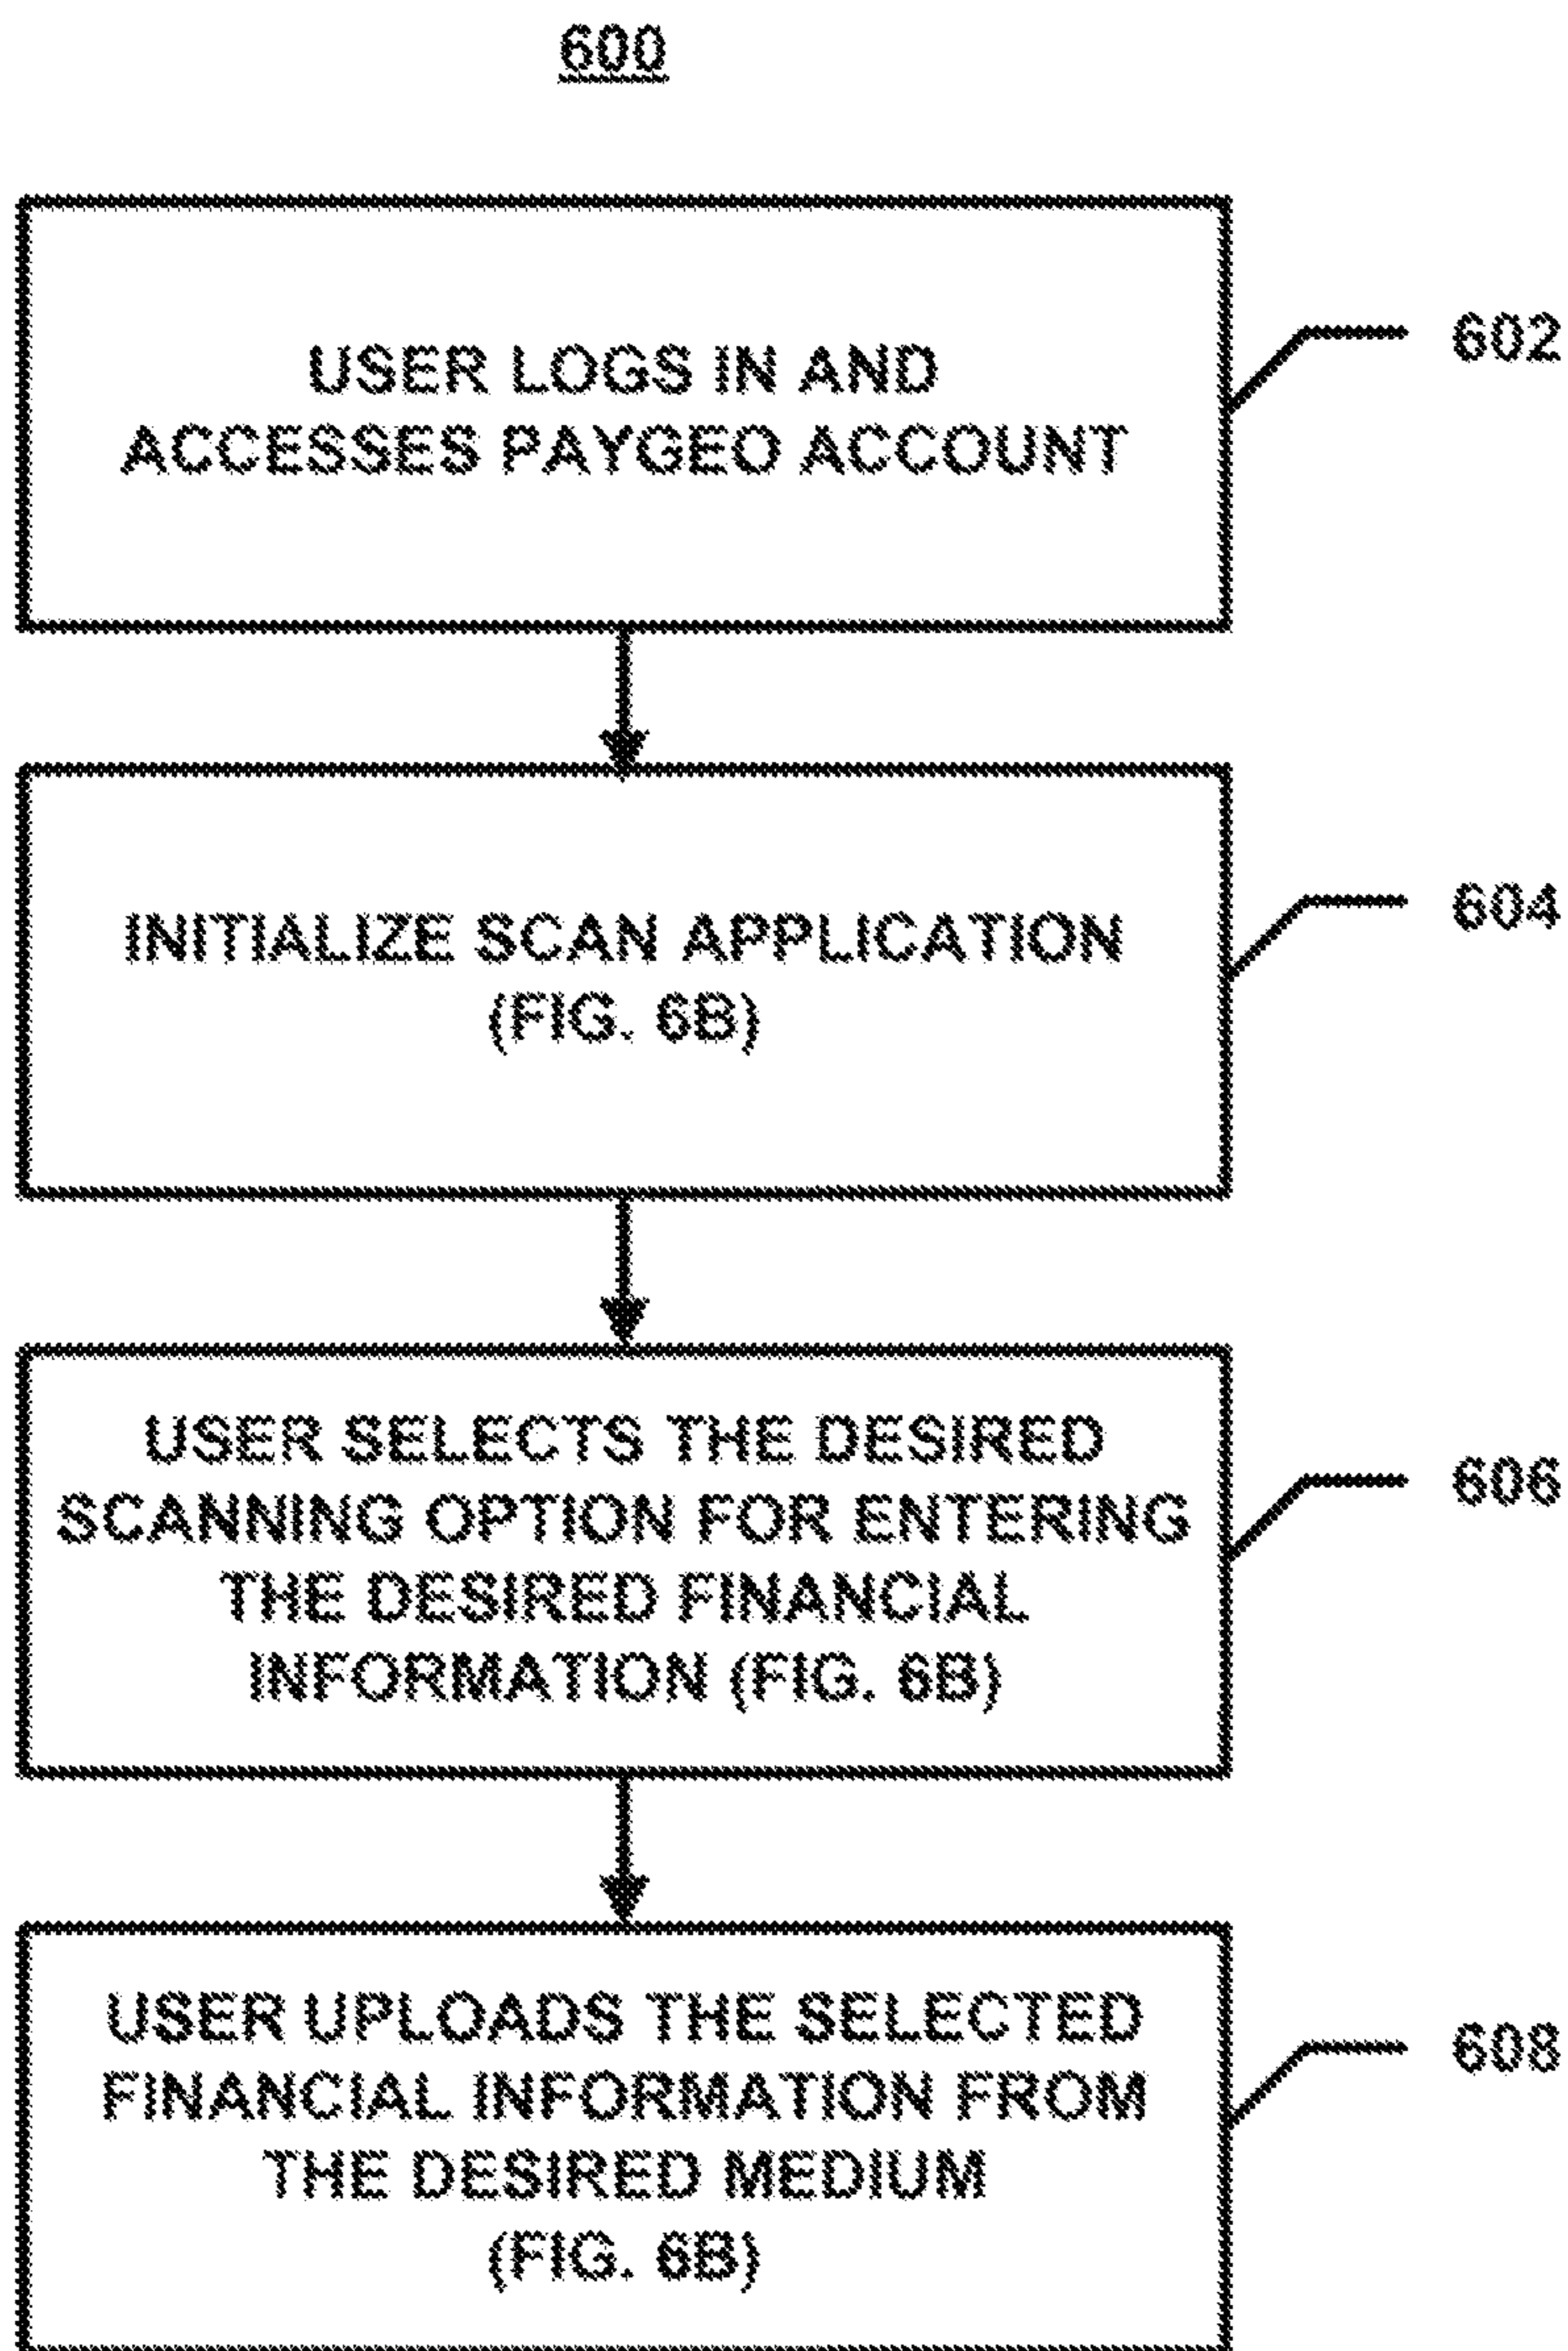 600
USER LOGS IN AND
ACCESSES PAYGEO ACCOUNT
602
INITIALIZE SCAN APPLICATION
(FIG. 6B)
604
USER SELECTS THE DESIRED
SCANNING OPTION FOR ENTERING
THE DESIRED FINANCIAL
INFORMATION (FIG. 6B)
606
USER UPLOADS THE SELECTED
FINANCIAL INFORMATION FROM
THE DESIRED MEDIUM
(FIG. 6B)
608